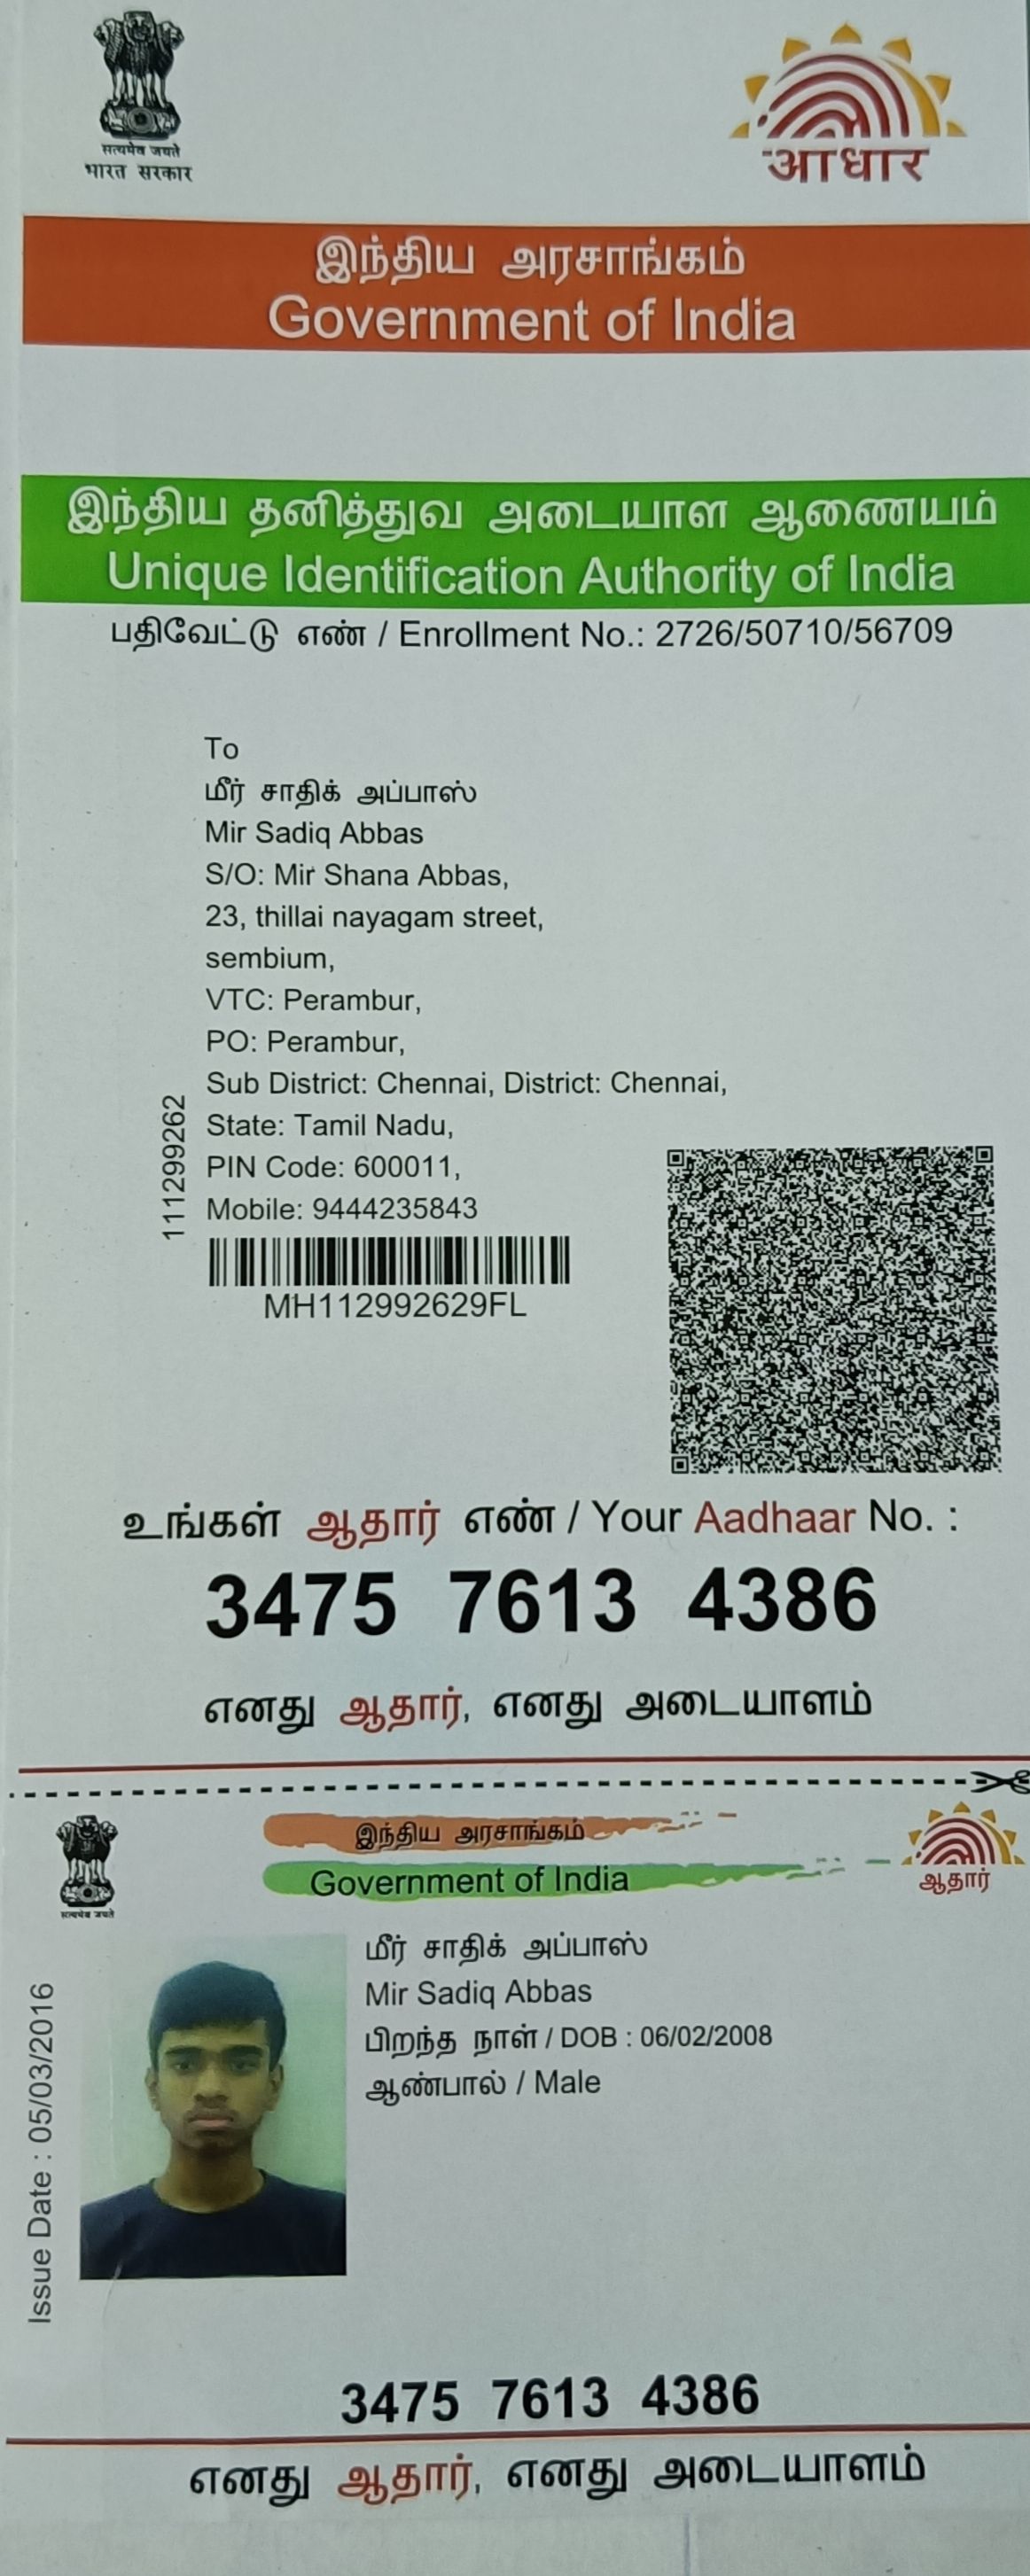 सत्यमेव जयते
भारत सरकार
आधार
இந்திய அரசாங்கம்
Government of India
இந்திய தனித்துவ அடையாள ஆணையம்
Unique Identification Authority of India
பதிவேட்டு எண் / Enrollment No.: 2726/50710/56709
To
மீர் சாதிக் அப்பாஸ்
Mir Sadiq Abbas
S/O: Mir Shana Abbas,
23, thillai nayagam street,
sembium,
VTC: Perambur,
PO: Perambur,
Sub District: Chennai, District: Chennai,
State: Tamil Nadu,
PIN Code: 600011,
Mobile: 9444235843
111299262
MH112992629FL
உங்கள் ஆதார் எண் / Your Aadhaar No. :
3475 7613 4386
எனது ஆதார், எனது அடையாளம்
இந்திய அரசாங்கம்
Government of India
सत्यमेव जयते
ஆதார்
மீர் சாதிக் அப்பாஸ்
Mir Sadiq Abbas
பிறந்த நாள் / DOB : 06/02/2008
ஆண்பால் / Male
Issue Date : 05/03/2016
3475 7613 4386
எனது ஆதார், எனது அடையாளம்